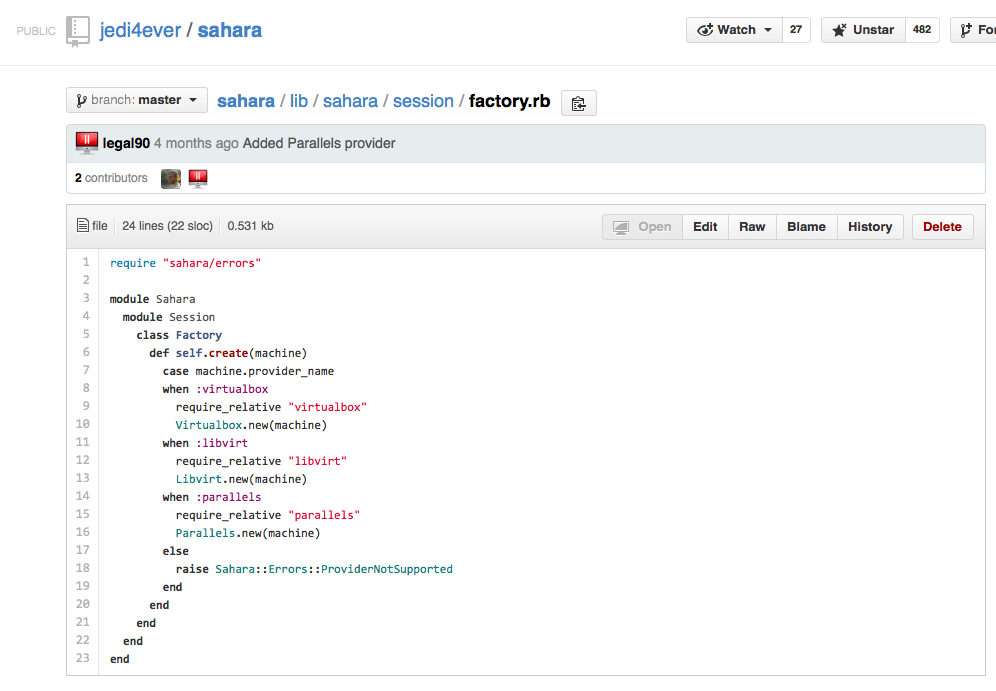 PUBLIC jedi4ever / sahara Watch 27 Unstar 482
branch: master sahara / lib / sahara / session / factory.rb
legal90 4 months ago Added Parallels provider
2 contributors
file 24 lines (22 sloc) 0.531 kb Open Edit Raw Blame History Delete
1 require "sahara/errors"
2
3 module Sahara
4 module Session
5 class Factory
6 def self.create(machine)
7 case machine.provider_name
8 when :virtualbox
9 require_relative "virtualbox"
10 Virtualbox.new(machine)
11 when :libvirt
12 require_relative "libvirt"
13 Libvirt.new(machine)
14 when :parallels
15 require_relative "parallels"
16 Parallels.new(machine)
17 else
18 raise Sahara::Errors::ProviderNotSupported
19 end
20 end
21 end
22 end
23 end